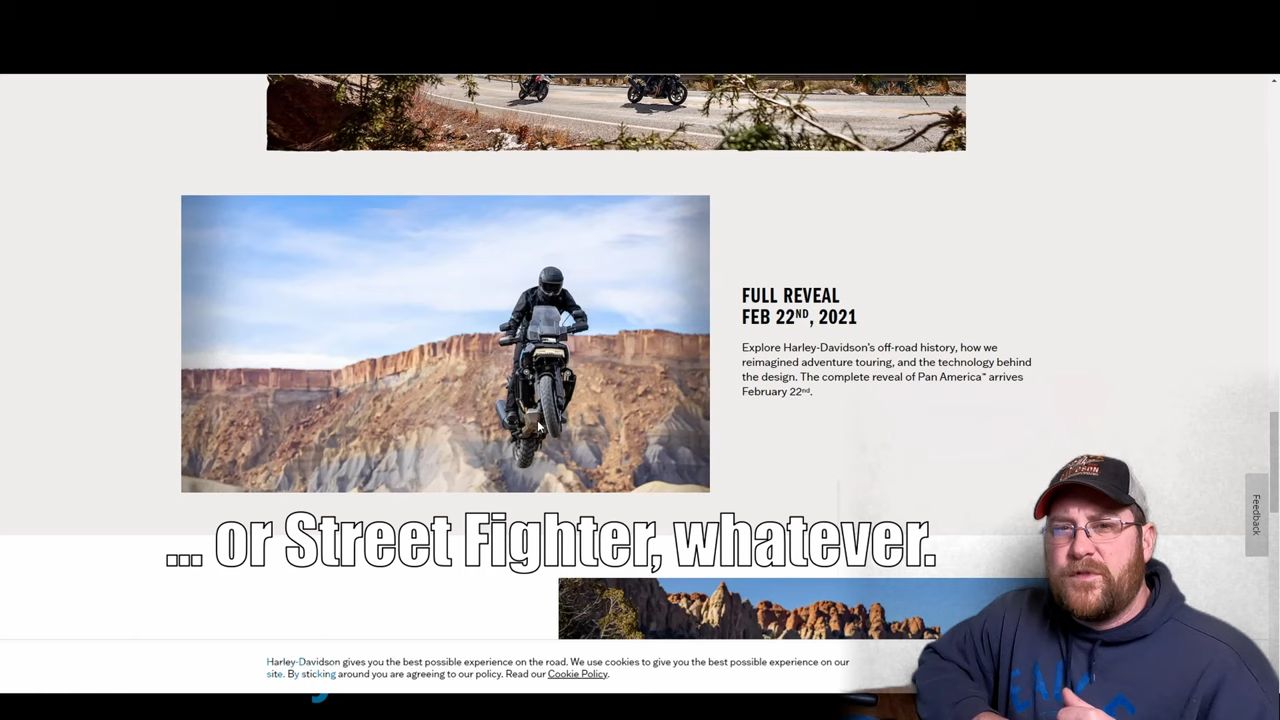 FULL REVEAL
FEB 22ND, 2021
Explore Harley-Davidson's off-road history, how we
reimagined adventure touring, and the technology behind
the design. The complete reveal of Pan America™ arrives
February 22nd.
Feedback
... or Street Fighter, whatever.
Harley-Davidson gives you the best possible experience on the road. We use cookies to give you the best possible experience on our
site. By sticking around you are agreeing to our policy. Read our Cookie Policy.